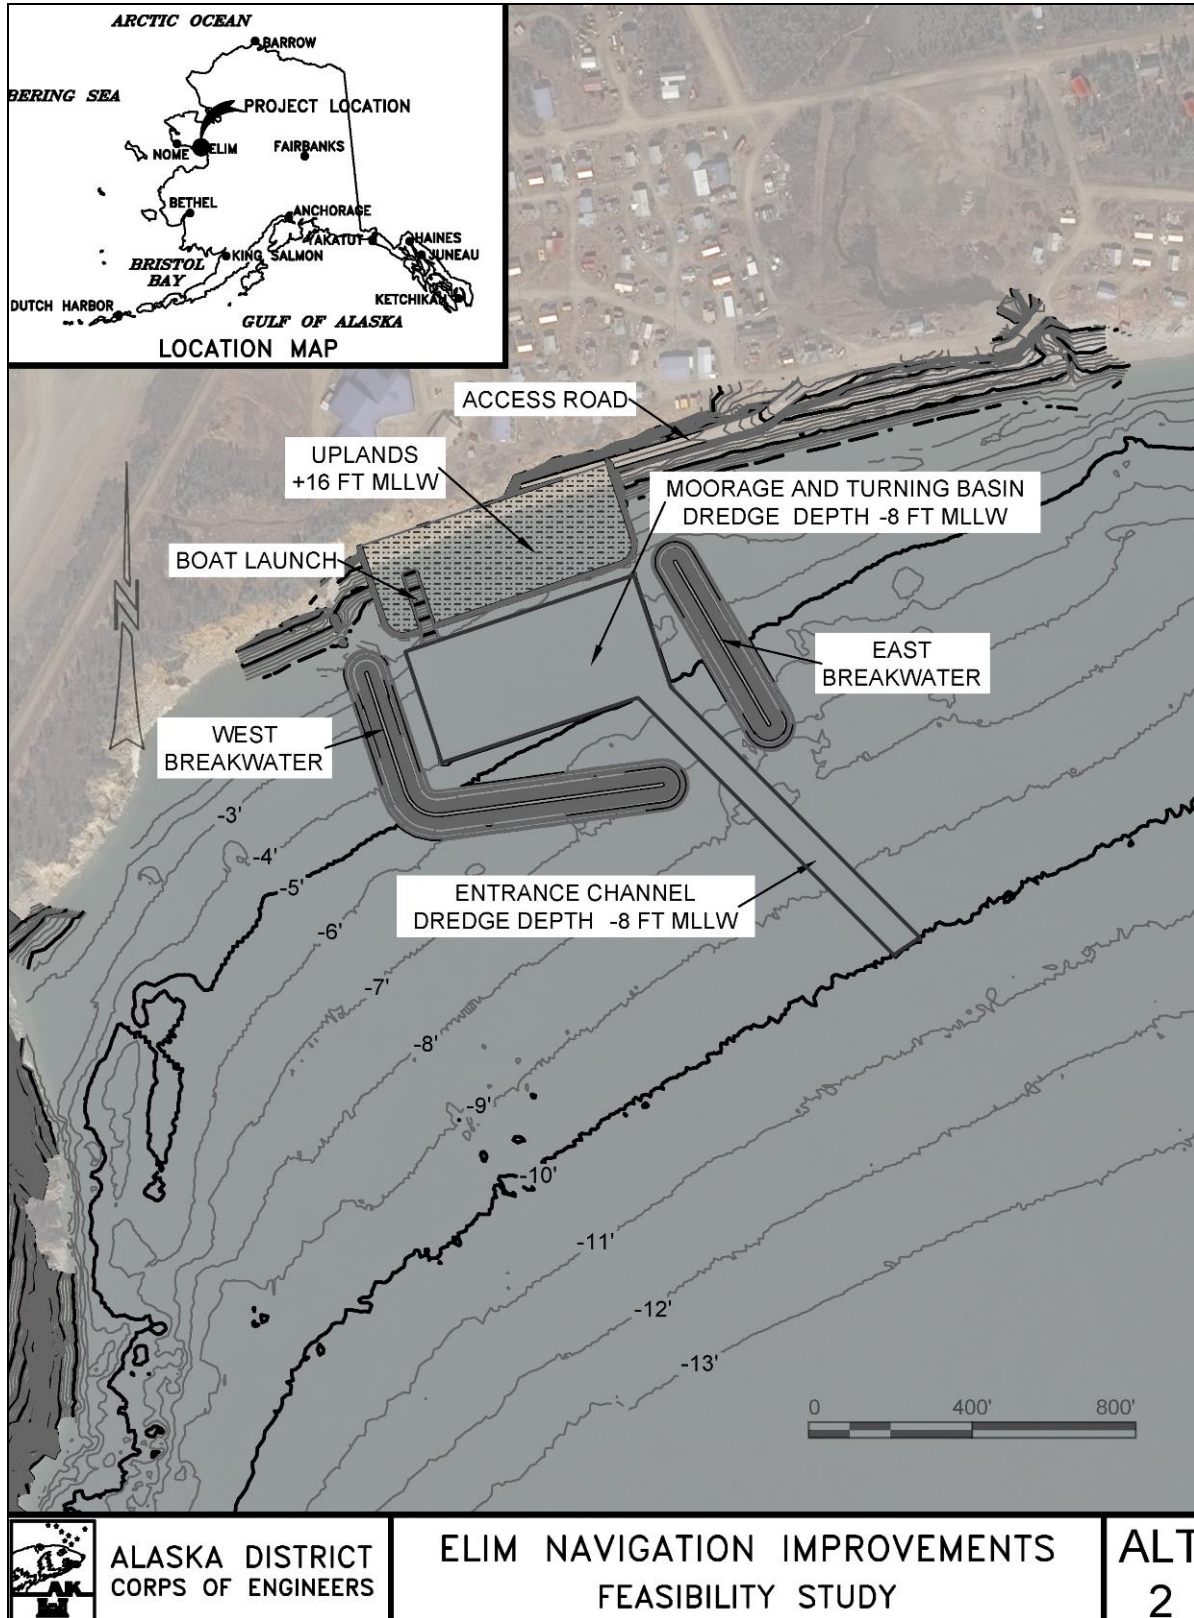 ARCTIC OCEAN
BARROW
BERING SEA
PROJECT LOCATION
NOME
ELIM
FAIRBANKS
BETHEL
ANCHORAGE
YAKATUT
HAINES
JUNEAU
KING SALMON
BRISTOL
BAY
KETCHIKAN
DUTCH HARBOR
GULF OF ALASKA
LOCATION MAP
ACCESS ROAD
UPLANDS
+16 FT MLLW
MOORAGE AND TURNING BASIN
DREDGE DEPTH -8 FT MLLW
BOAT LAUNCH
EAST
BREAKWATER
WEST
BREAKWATER
N
-3'
-4'
-5'
-6'
-7'
-8'
-9'
-10'
-11'
-12'
-13'
ENTRANCE CHANNEL
DREDGE DEPTH -8 FT MLLW
0 400' 800'
AK
ALASKA DISTRICT
CORPS OF ENGINEERS
ELIM NAVIGATION IMPROVEMENTS
FEASIBILITY STUDY
ALT
2